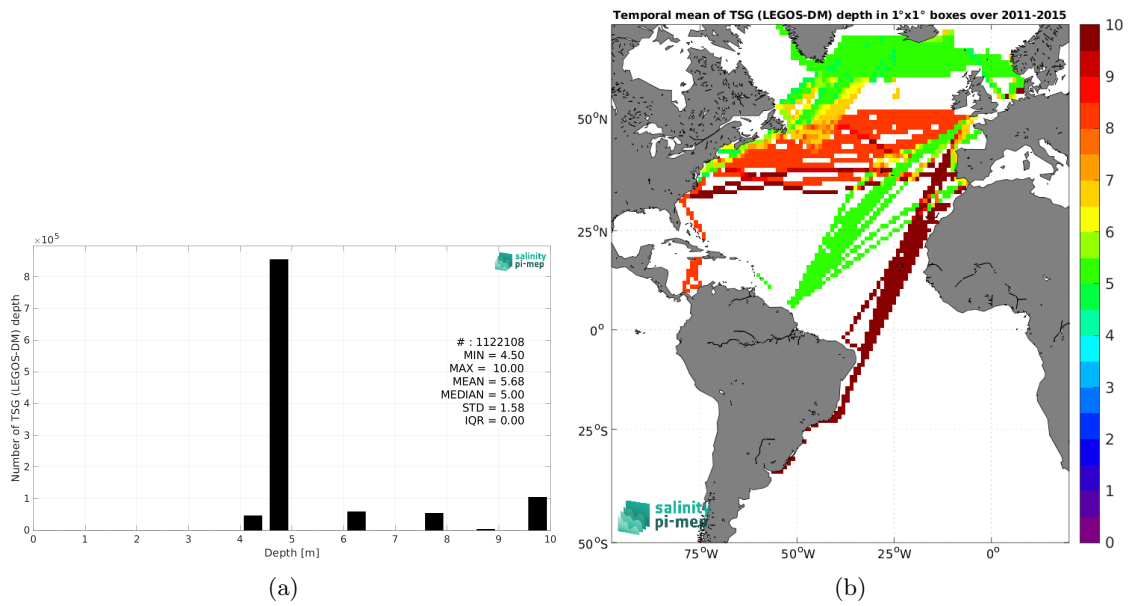 ×10⁵
8
7
6
5
4
3
2
1
0
Number of TSG (LEGOS-DM) depth
salinity
pi-mep
# : 1122108
MIN = 4.50
MAX = 10.00
MEAN = 5.68
MEDIAN = 5.00
STD = 1.58
IQR = 0.00
0 1 2 3 4 5 6 7 8 9 10
Depth [m]
(a)
Temporal mean of TSG (LEGOS-DM) depth in 1°x1° boxes over 2011-2015
50°N
25°N
0°
25°S
50°S
75°W 50°W 25°W 0°
salinity
pi-mep
10
9
8
7
6
5
4
3
2
1
0
(b)